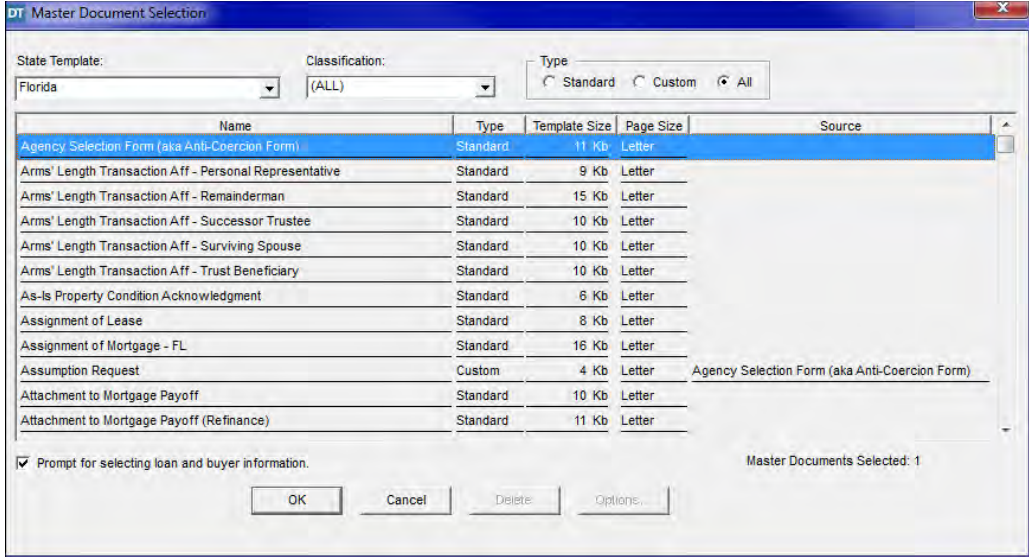 DT Master Document Selection X
State Template: Classification: Type
Florida (ALL) Standard Custom All
Name Type Template Size Page Size Source
Agency Selection Form (aka Anti-Coercion Form) Standard 11 Kb Letter
Arms' Length Transaction Aff - Personal Representative Standard 9 Kb Letter
Arms' Length Transaction Aff - Remainderman Standard 15 Kb Letter
Arms' Length Transaction Aff - Successor Trustee Standard 10 Kb Letter
Arms' Length Transaction Aff - Surviving Spouse Standard 10 Kb Letter
Arms' Length Transaction Aff - Trust Beneficiary Standard 10 Kb Letter
As-Is Property Condition Acknowledgment Standard 6 Kb Letter
Assignment of Lease Standard 8 Kb Letter
Assignment of Mortgage - FL Standard 16 Kb Letter
Assumption Request Custom 4 Kb Letter Agency Selection Form (aka Anti-Coercion Form)
Attachment to Mortgage Payoff Standard 10 Kb Letter
Attachment to Mortgage Payoff (Refinance) Standard 11 Kb Letter
Prompt for selecting loan and buyer information. Master Documents Selected: 1
OK Cancel Delete Options...